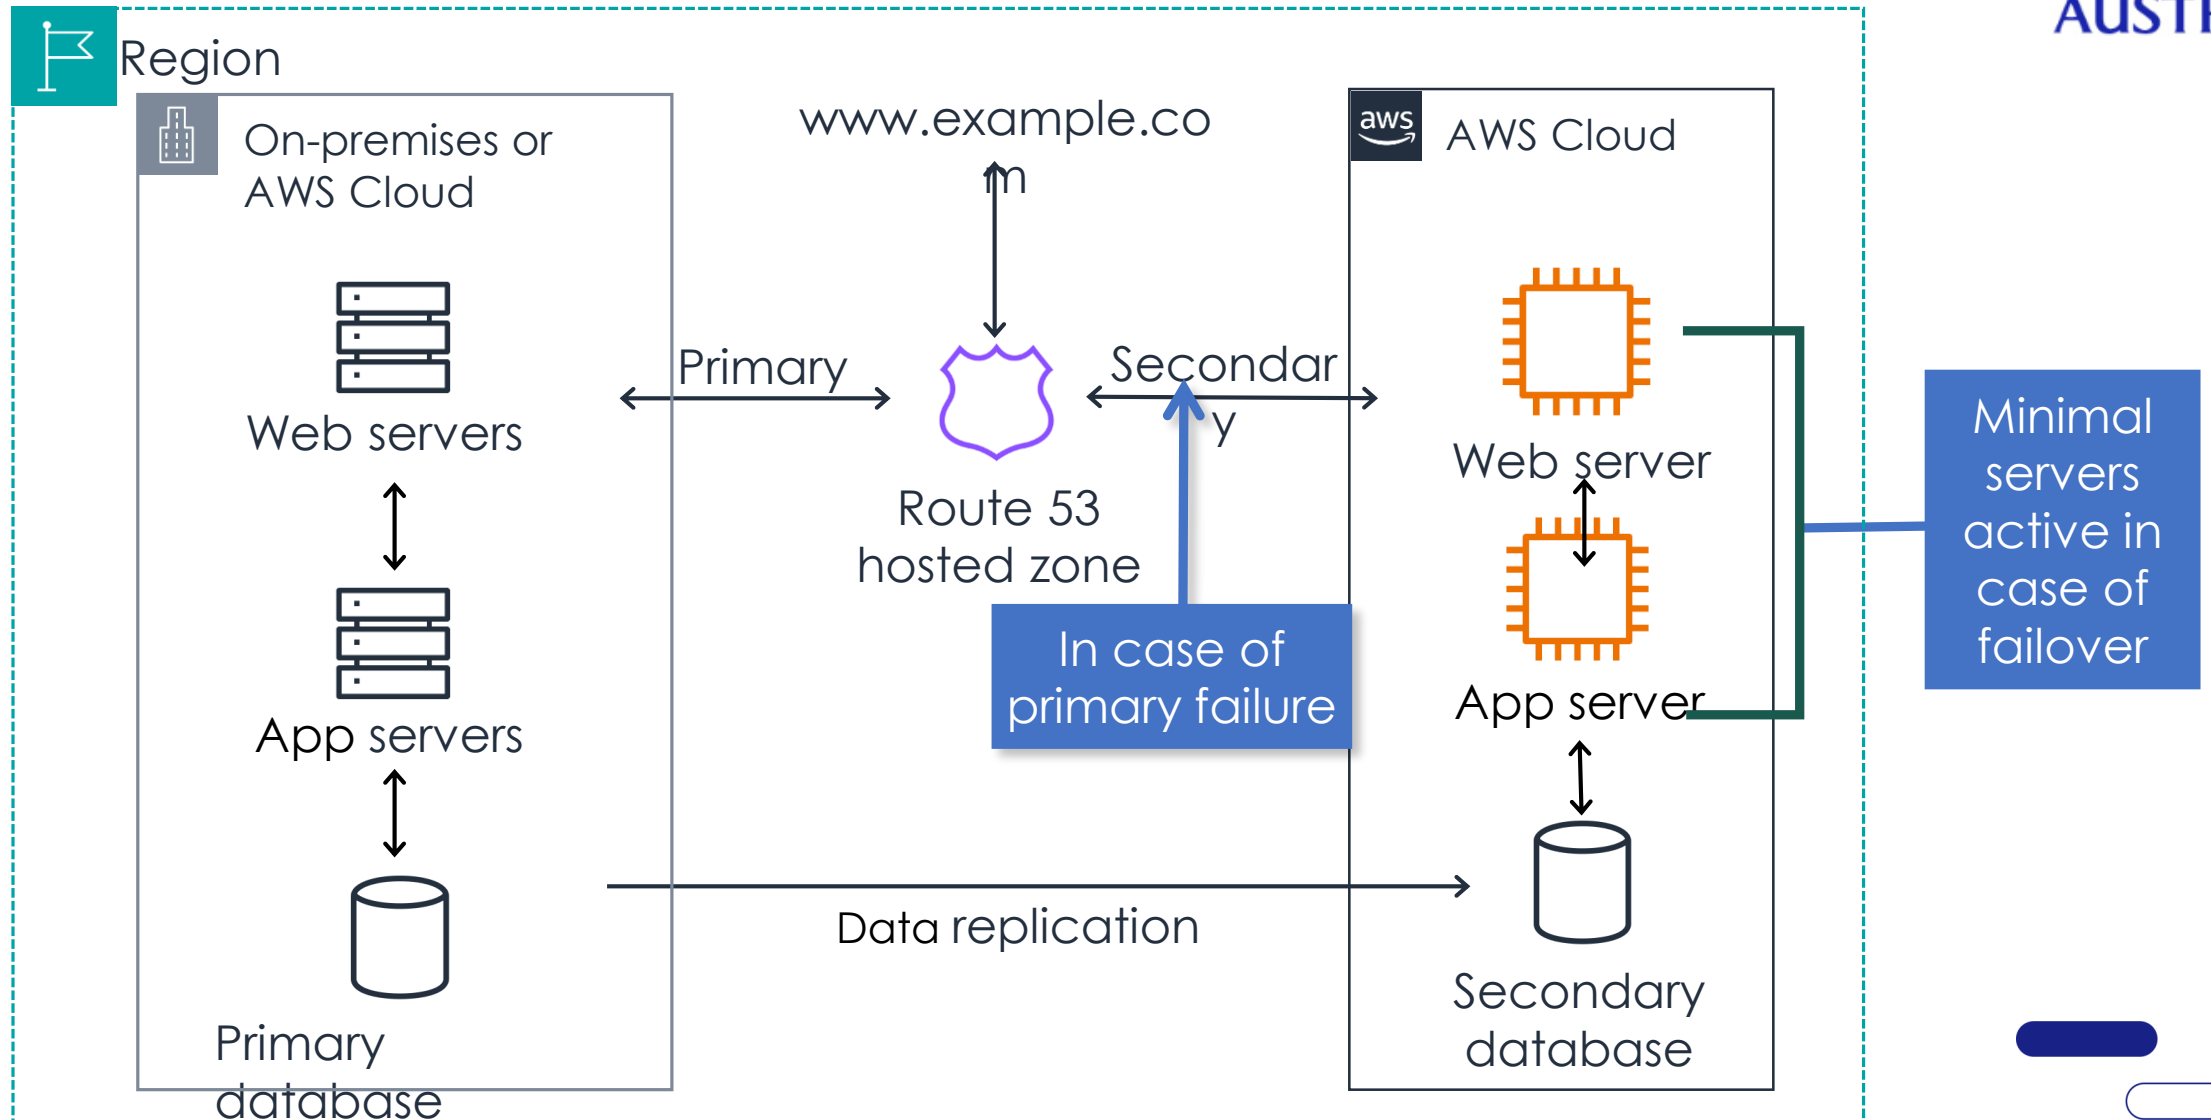 Region
On-premises or
AWS Cloud
Web servers
App servers
Primary
database
www.example.co
m
Primary
Secondar
y
Route 53
hosted zone
In case of
primary failure
Data replication
aws
AWS Cloud
Web server
App server
Secondary
database
Minimal
servers
active in
case of
failover